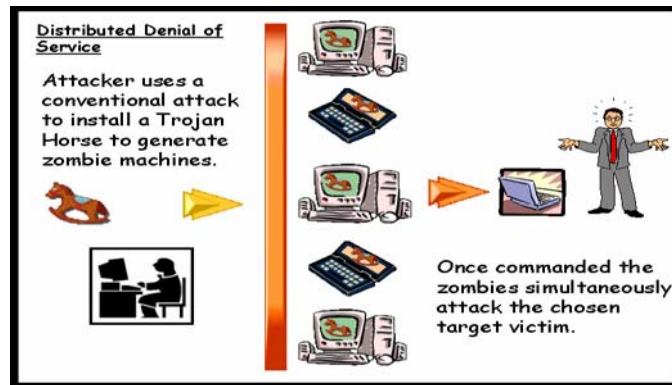 Distributed Denial of
Service
Attacker uses a
conventional attack
to install a Trojan
Horse to generate
zombie machines.
Once commanded the
zombies simultaneously
attack the chosen
target victim.